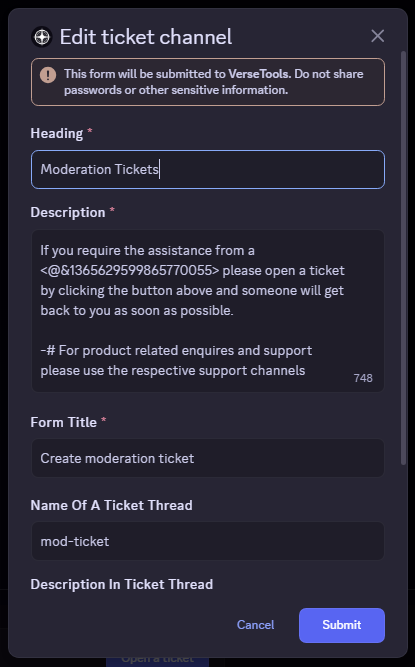 Edit ticket channel
This form will be submitted to VerseTools. Do not share
passwords or other sensitive information.
Heading *
Moderation Tickets
Description *
If you require the assistance from a
<@&1365629599865770055> please open a ticket
by clicking the button above and someone will get
back to you as soon as possible.
-# For product related enquires and support
please use the respective support channels
748
Form Title *
Create moderation ticket
Name Of A Ticket Thread
mod-ticket
Description In Ticket Thread
Cancel
Submit
Open a ticket